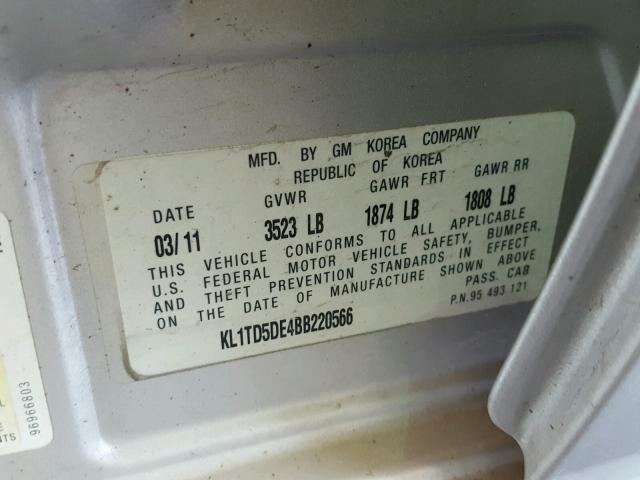 MFD. BY GM KOREA COMPANY
REPUBLIC OF KOREA
DATE GVWR GAWR FRT GAWR RR
03/11 3523 LB 1874 LB 1808 LB
THIS VEHICLE CONFORMS TO ALL APPLICABLE
U.S. FEDERAL MOTOR VEHICLE SAFETY, BUMPER,
AND THEFT PREVENTION STANDARDS IN EFFECT
ON THE DATE OF MANUFACTURE SHOWN ABOVE
PASS. CAB
KL1TD5DE4BB220566 P.N.95 493 121
96966803